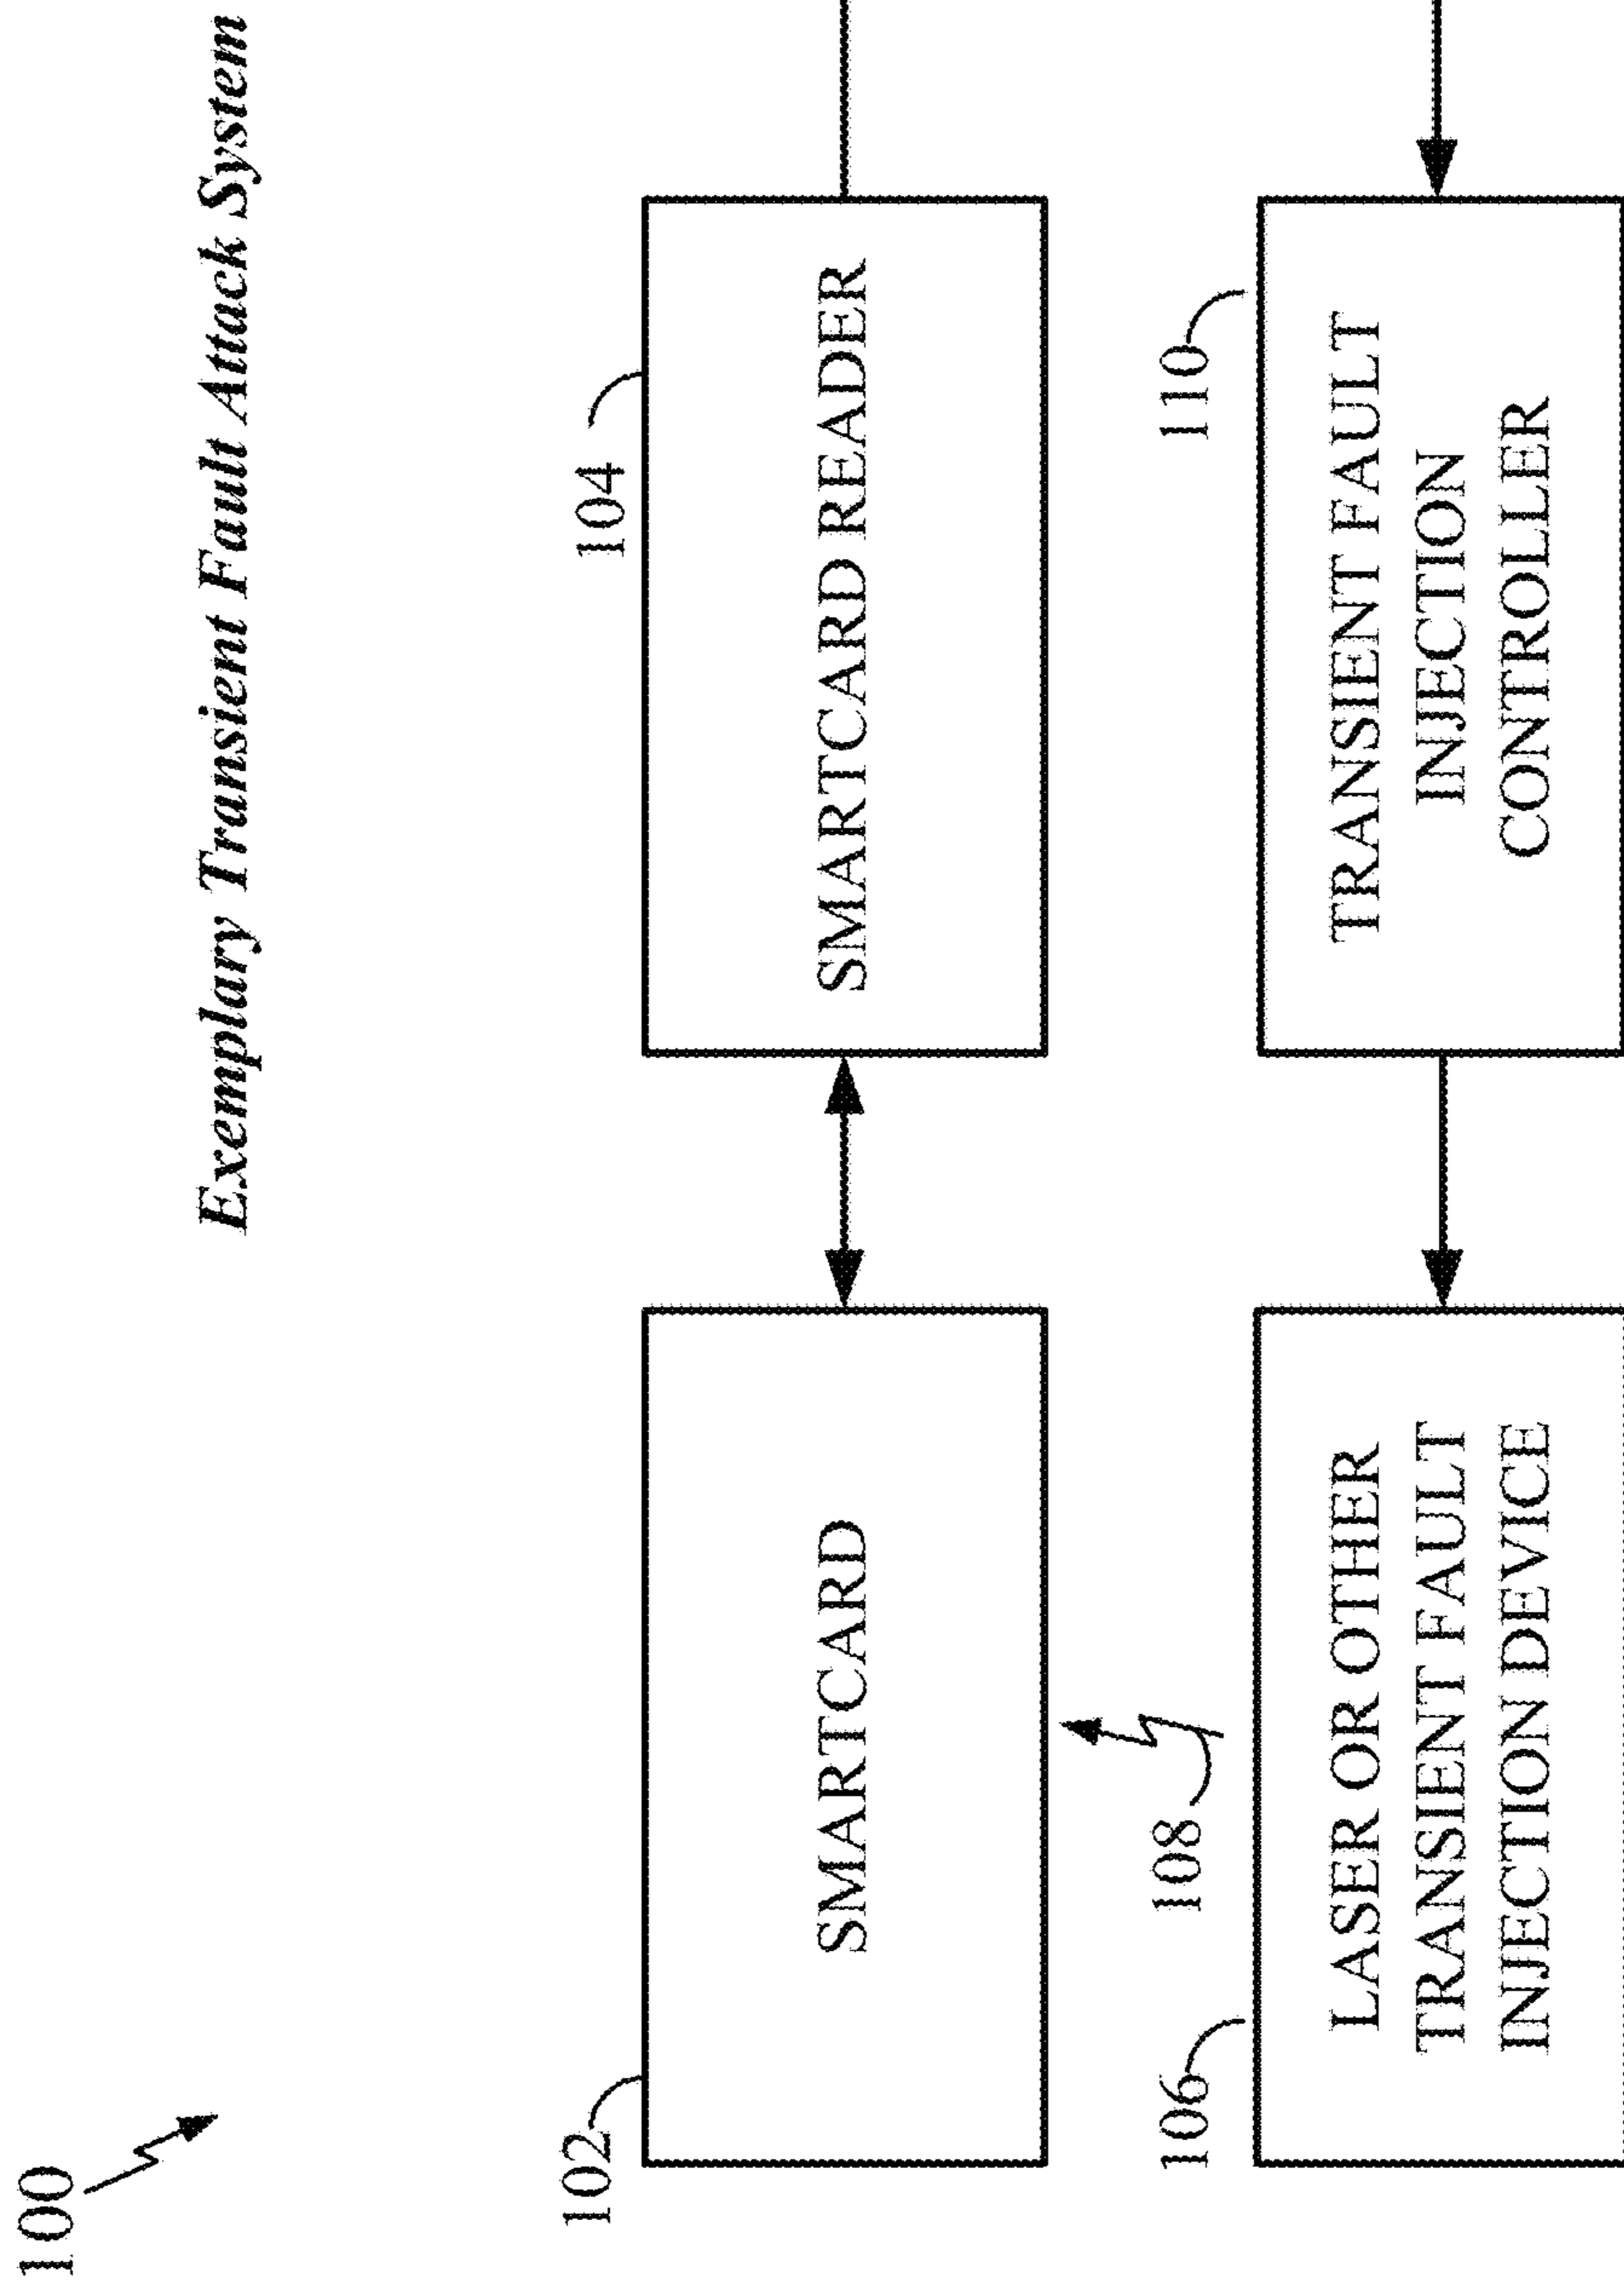 100
Exemplary Transient Fault Attack System
102
SMARTCARD
104
SMARTCARD READER
108
106
LASER OR OTHER
TRANSIENT FAULT
INJECTION DEVICE
110
TRANSIENT FAULT
INJECTION
CONTROLLER